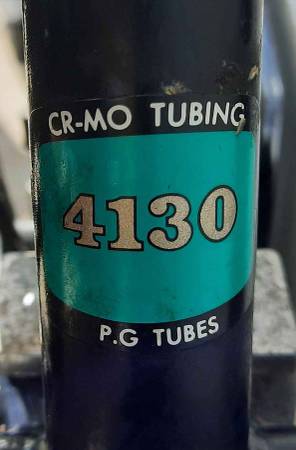 CR-MO TUBING
4130
P.G TUBES